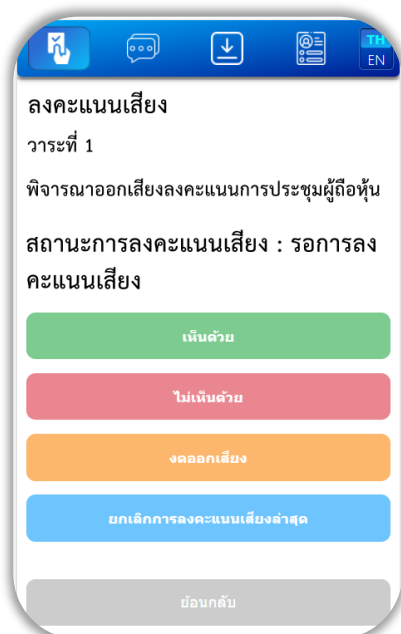 TH
EN
ลงคะแนนเสียง
วาระที่ 1
พิจารณาออกเสียงลงคะแนนการประชุมผู้ถือหุ้น
สถานะการลงคะแนนเสียง : รอการลง
คะแนนเสียง
เห็นด้วย
ไม่เห็นด้วย
งดออกเสียง
ยกเลิกการลงคะแนนเสียงล่าสุด
ย้อนกลับ